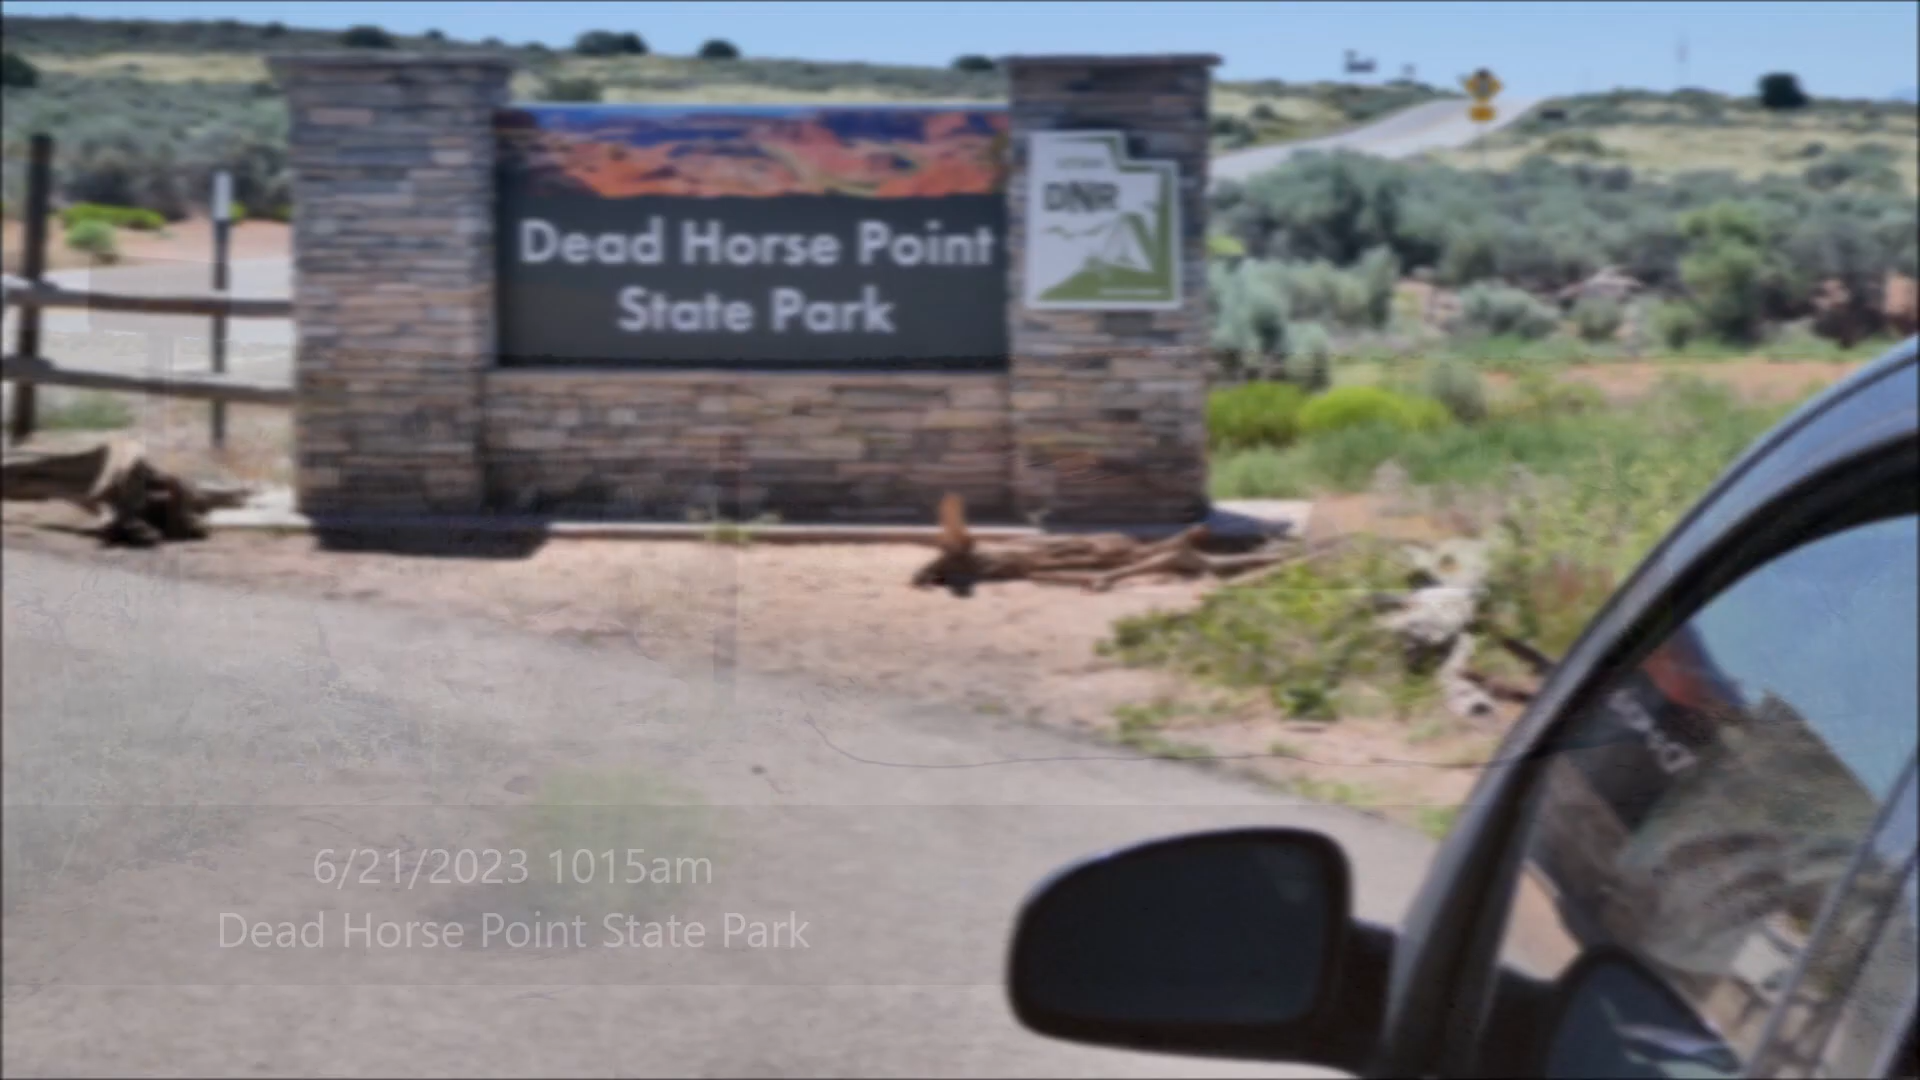 Dead Horse Point
State Park
DNR
6/21/2023 1015am
Dead Horse Point State Park